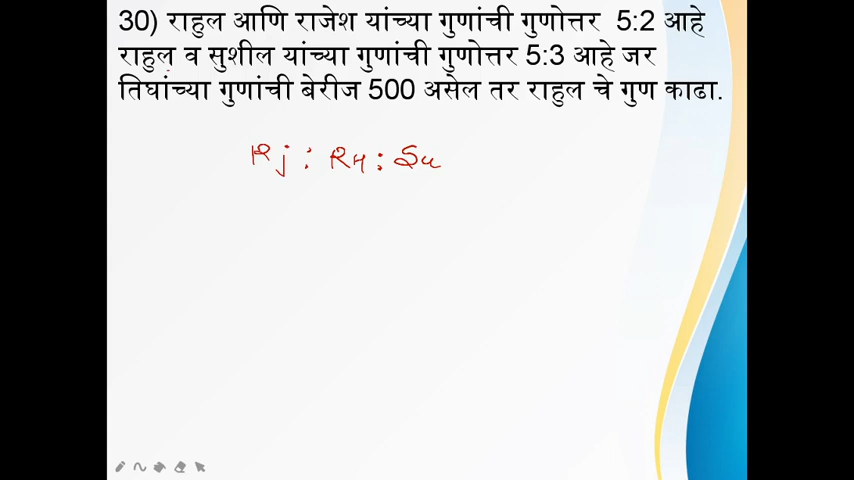 30) राहुल आणि राजेश यांच्या गुणांची गुणोत्तर 5:2 आहे
राहुल व सुशील यांच्या गुणांची गुणोत्तर 5:3 आहे जर
तिघांच्या गुणांची बेरीज 500 असेल तर राहुल चे गुण काढा.
Rj : RH : Su